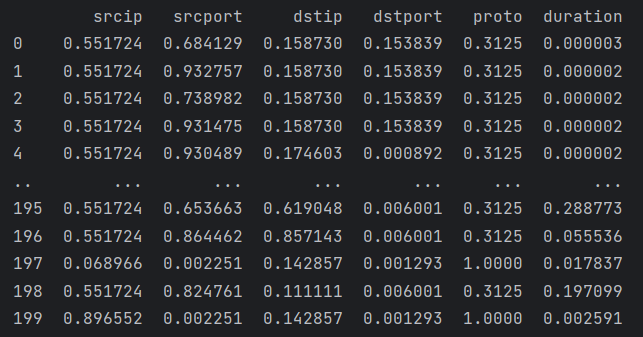 srcip srcport dstip dstport proto duration
0 0.551724 0.684129 0.158730 0.153839 0.3125 0.000003
1 0.551724 0.932757 0.158730 0.153839 0.3125 0.000002
2 0.551724 0.738982 0.158730 0.153839 0.3125 0.000002
3 0.551724 0.931475 0.158730 0.153839 0.3125 0.000002
4 0.551724 0.930489 0.174603 0.000892 0.3125 0.000002
.. ... ... ... ... ... ...
195 0.551724 0.653663 0.619048 0.006001 0.3125 0.288773
196 0.551724 0.864462 0.857143 0.006001 0.3125 0.055536
197 0.068966 0.002251 0.142857 0.001293 1.0000 0.017837
198 0.551724 0.824761 0.111111 0.006001 0.3125 0.197099
199 0.896552 0.002251 0.142857 0.001293 1.0000 0.002591